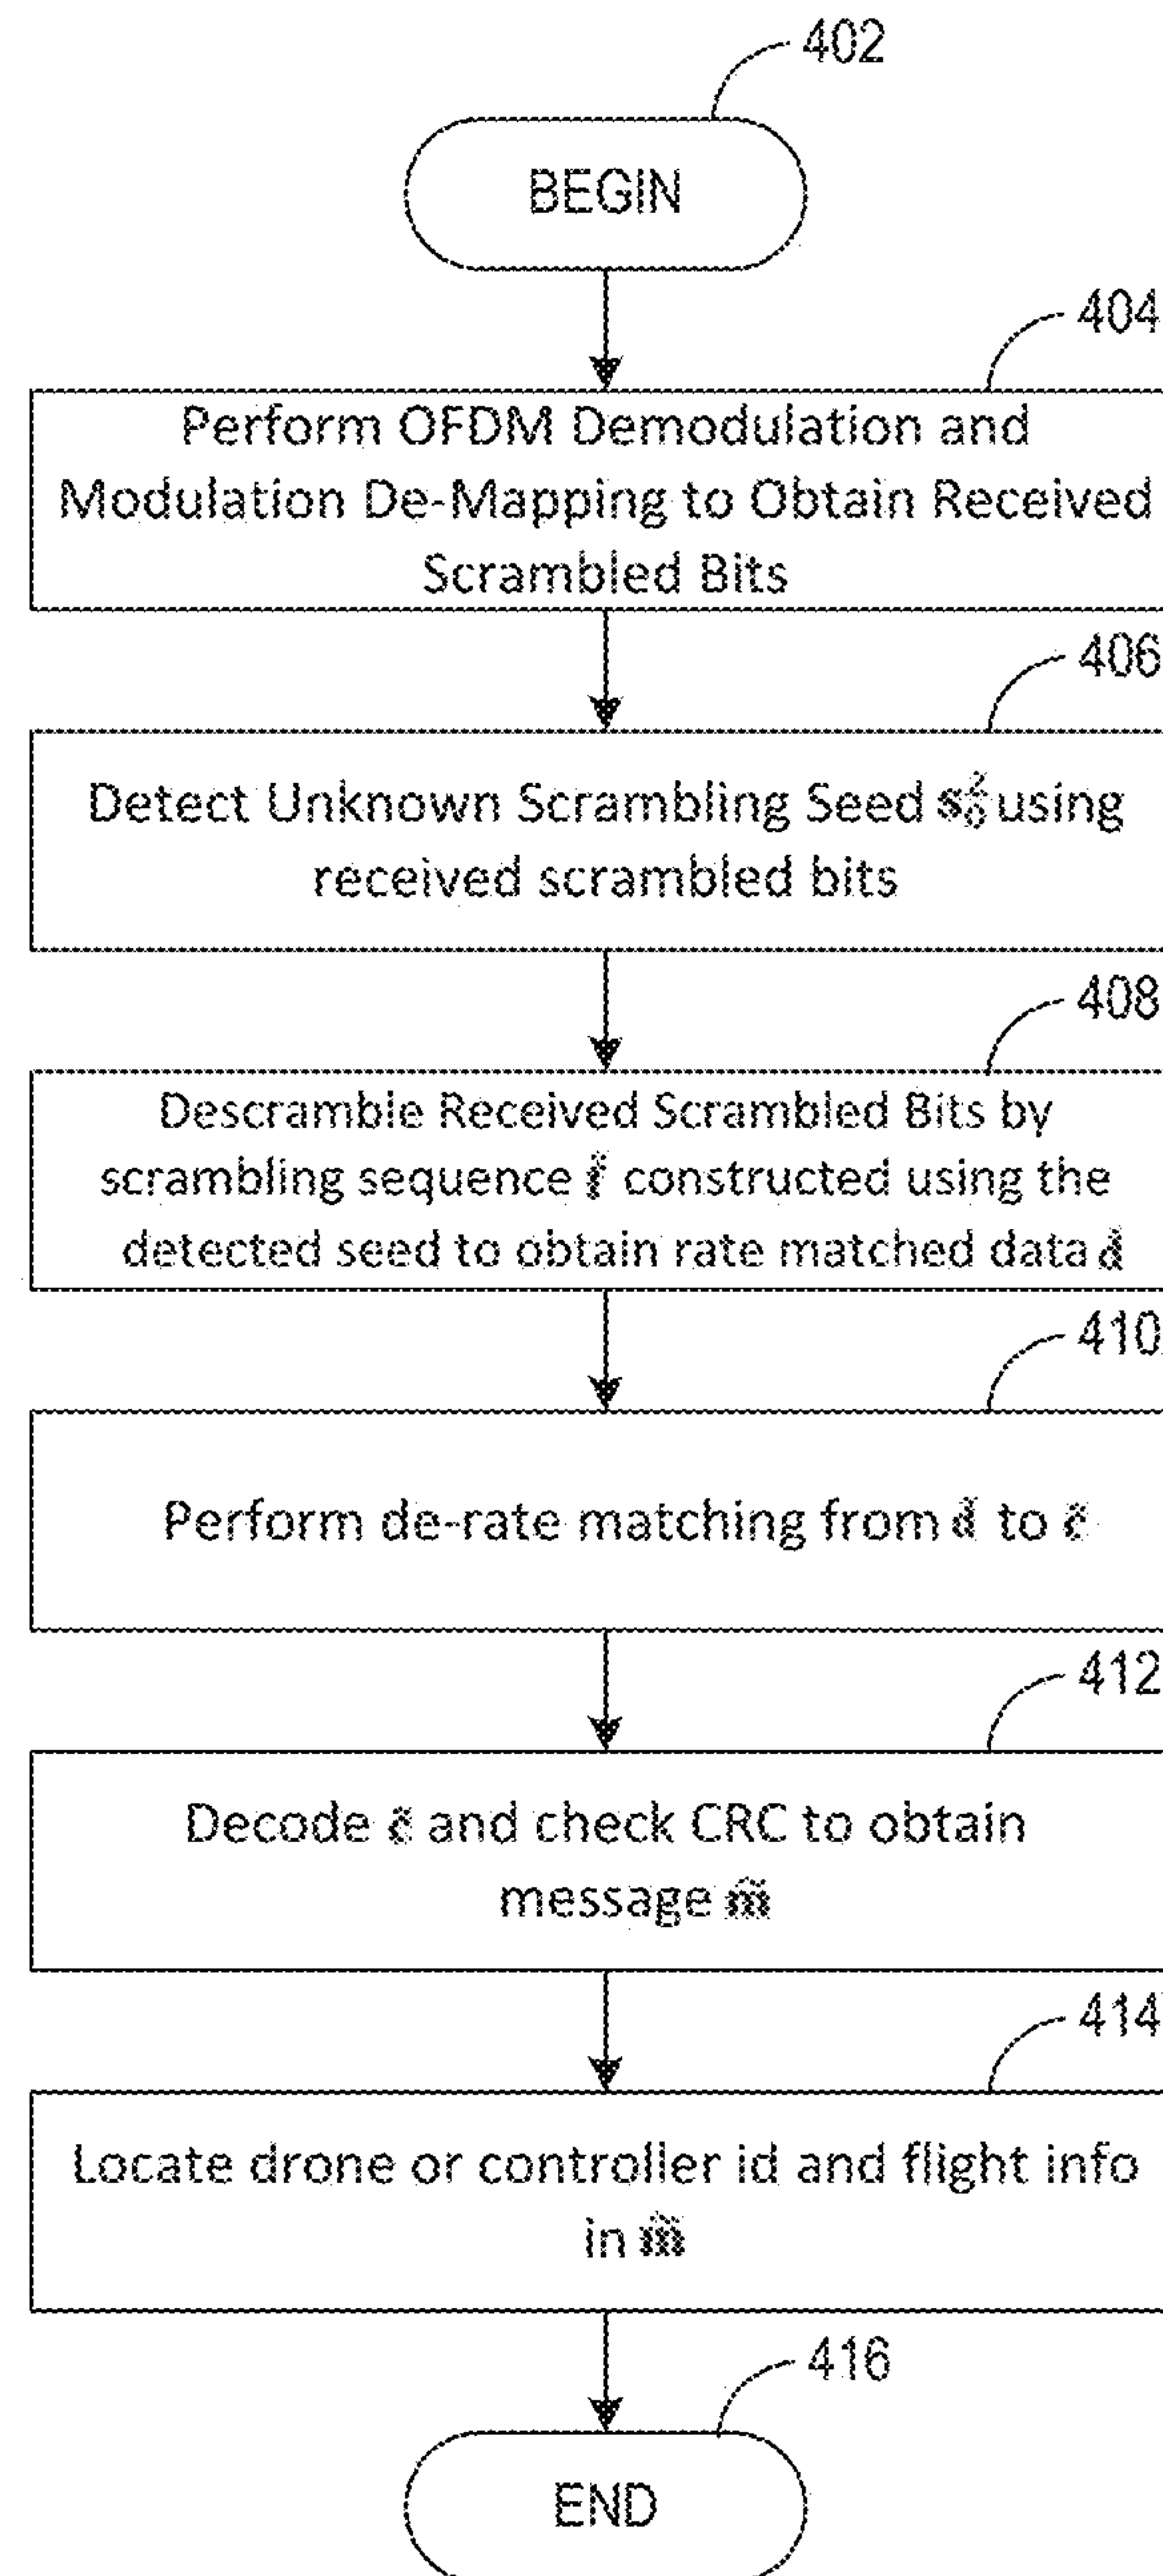 402
BEGIN
404
Perform OFDM Demodulation and
Modulation De-Mapping to Obtain Received
Scrambled Bits
406
Detect Unknown Scrambling Seed using
received scrambled bits
408
Descramble Received Scrambled Bits by
scrambling sequence constructed using the
detected seed to obtain rate matched data
410
Perform de-rate matching from to
412
Decode and check CRC to obtain
message m̃
414
Locate drone or controller id and flight info
in m̃
416
END